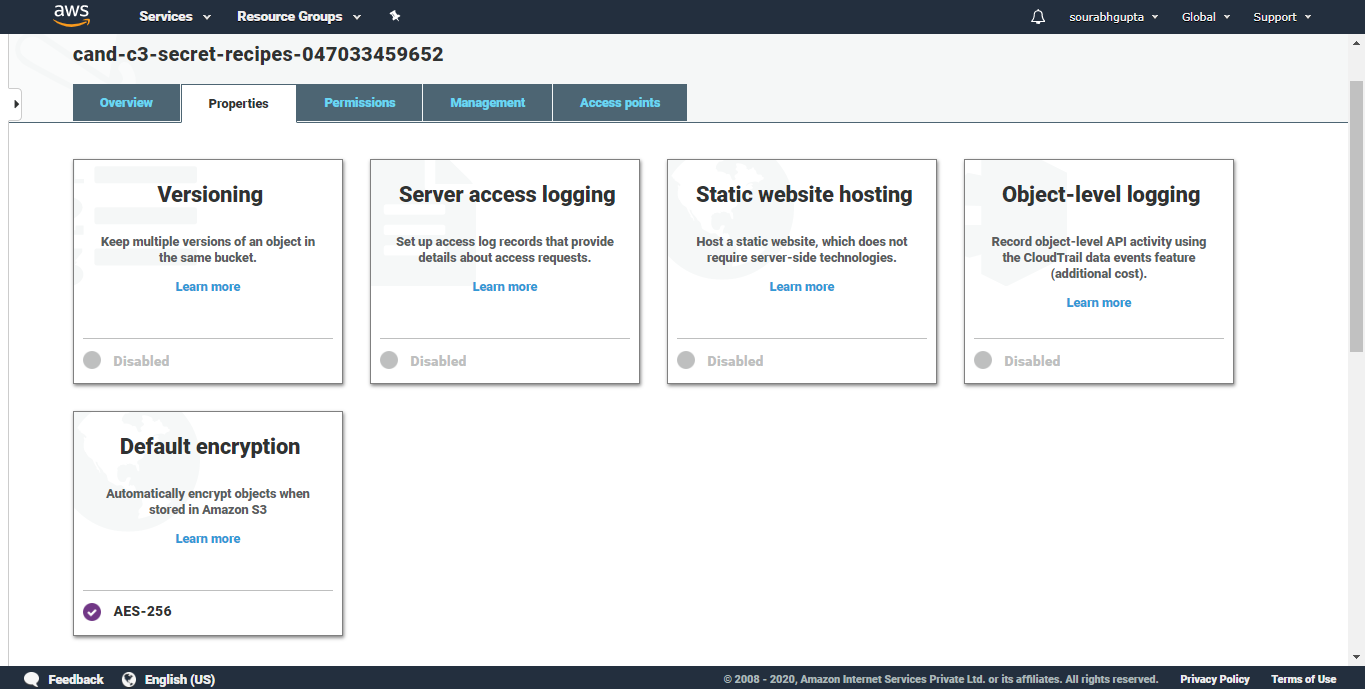 aws Services Resource Groups sourabhgupta Global Support
cand-c3-secret-recipes-047033459652
Overview Properties Permissions Management Access points
Versioning
Keep multiple versions of an object in
the same bucket.
Learn more
Disabled
Server access logging
Set up access log records that provide
details about access requests.
Learn more
Disabled
Static website hosting
Host a static website, which does not
require server-side technologies.
Learn more
Disabled
Object-level logging
Record object-level API activity using
the CloudTrail data events feature
(additional cost).
Learn more
Disabled
Default encryption
Automatically encrypt objects when
stored in Amazon S3
Learn more
AES-256
Feedback English (US) © 2008 - 2020, Amazon Internet Services Private Ltd. or its affiliates. All rights reserved. Privacy Policy Terms of Use